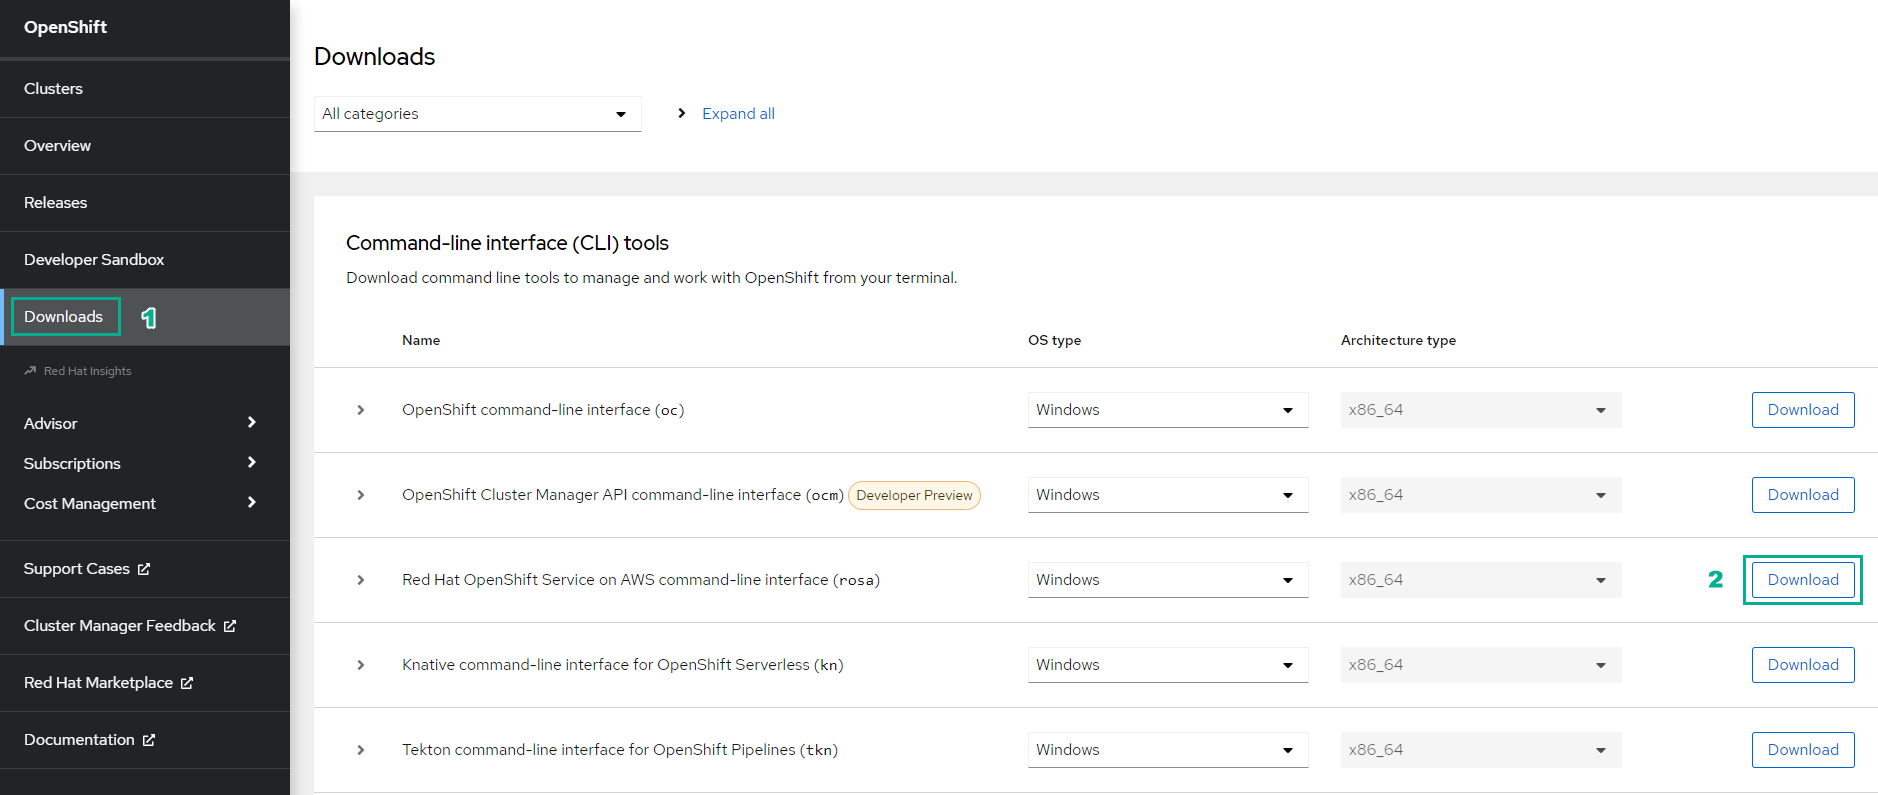 OpenShift
Clusters
Overview
Releases
Developer Sandbox
Downloads 1
Red Hat Insights
Advisor
Subscriptions
Cost Management
Support Cases
Cluster Manager Feedback
Red Hat Marketplace
Documentation
Downloads
All categories Expand all
Command-line interface (CLI) tools
Download command line tools to manage and work with OpenShift from your terminal.
Name OS type Architecture type
OpenShift command-line interface (oc) Windows x86_64 Download
OpenShift Cluster Manager API command-line interface (ocm) Developer Preview Windows x86_64 Download
Red Hat OpenShift Service on AWS command-line interface (rosa) Windows x86_64 2 Download
Knative command-line interface for OpenShift Serverless (kn) Windows x86_64 Download
Tekton command-line interface for OpenShift Pipelines (tkn) Windows x86_64 Download